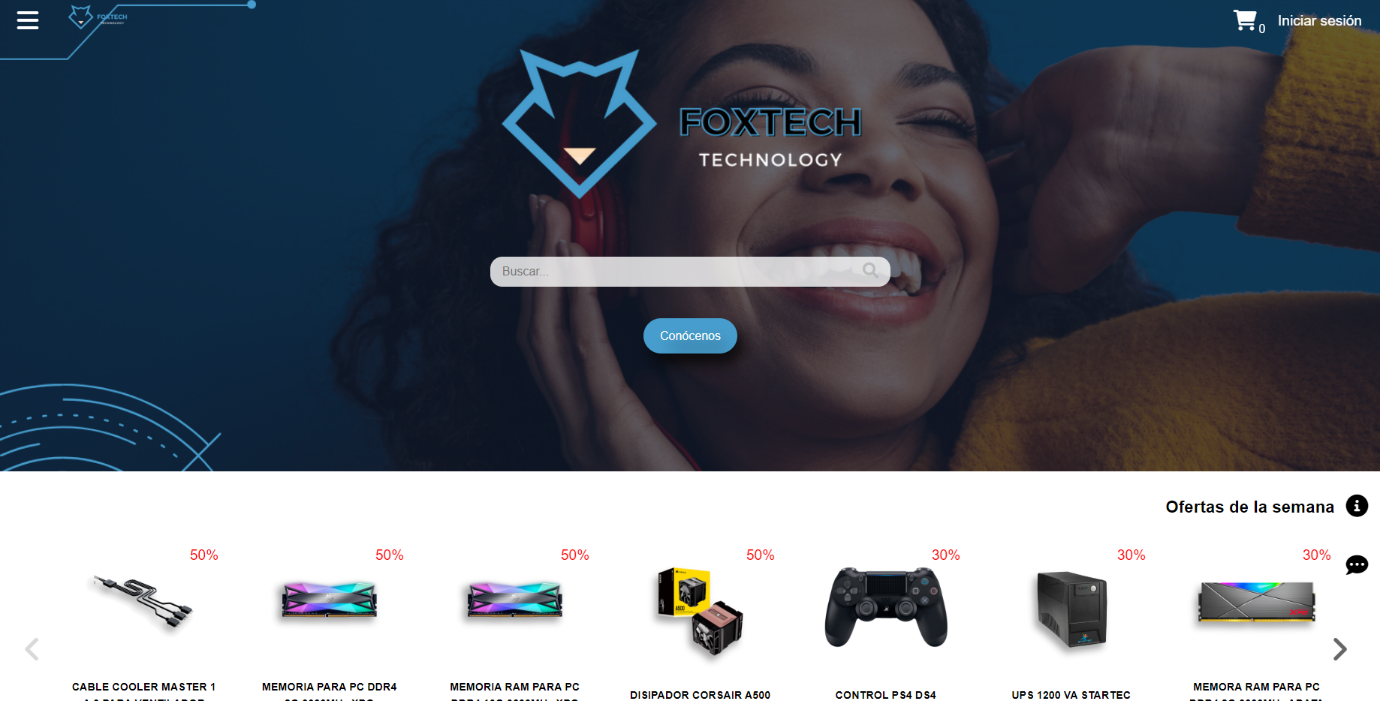 FOXTECH
TECHNOLOGY
0
Iniciar sesión
FOXTECH
TECHNOLOGY
Buscar...
Conócenos
Ofertas de la semana
50%
50%
50%
50%
30%
30%
30%
CABLE COOLER MASTER 1
MEMORIA PARA PC DDR4
MEMORIA RAM PARA PC
DISIPADOR CORSAIR A500
CONTROL PS4 DS4
UPS 1200 VA STARTEC
MEMORA RAM PARA PC